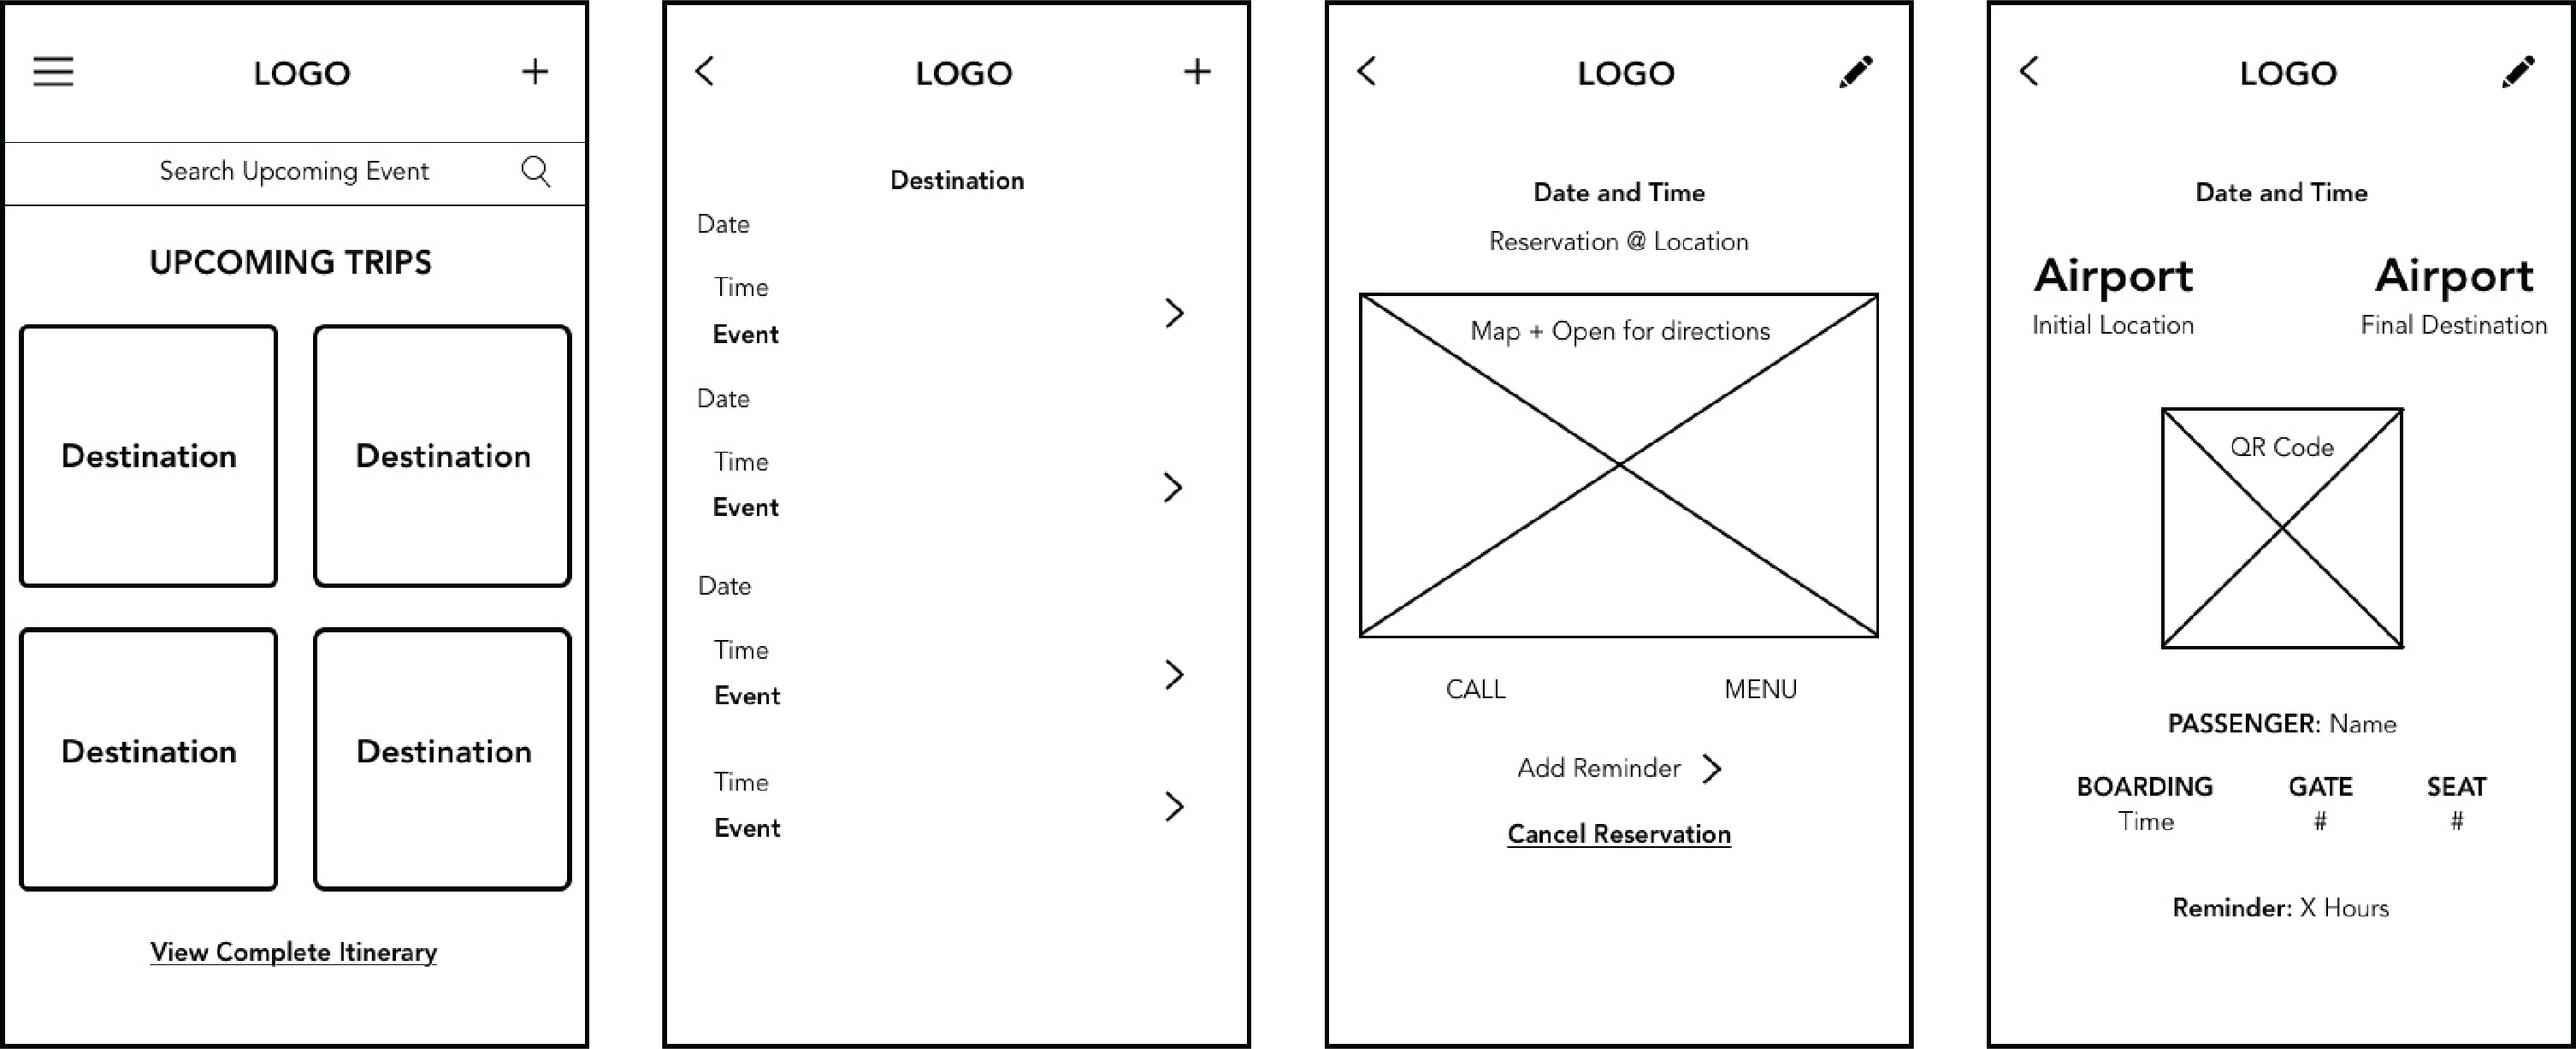 LOGO
+
Search Upcoming Event
UPCOMING TRIPS
Destination
Destination
Destination
Destination
View Complete Itinerary
LOGO
+
Destination
Date
Time
Event
Date
Time
Event
Date
Time
Event
Time
Event
LOGO
Date and Time
Reservation @ Location
Map + Open for directions
CALL
MENU
Add Reminder
Cancel Reservation
LOGO
Date and Time
Airport
Airport
Initial Location
Final Destination
QR Code
PASSENGER: Name
BOARDING
GATE
SEAT
Time
#
#
Reminder: X Hours